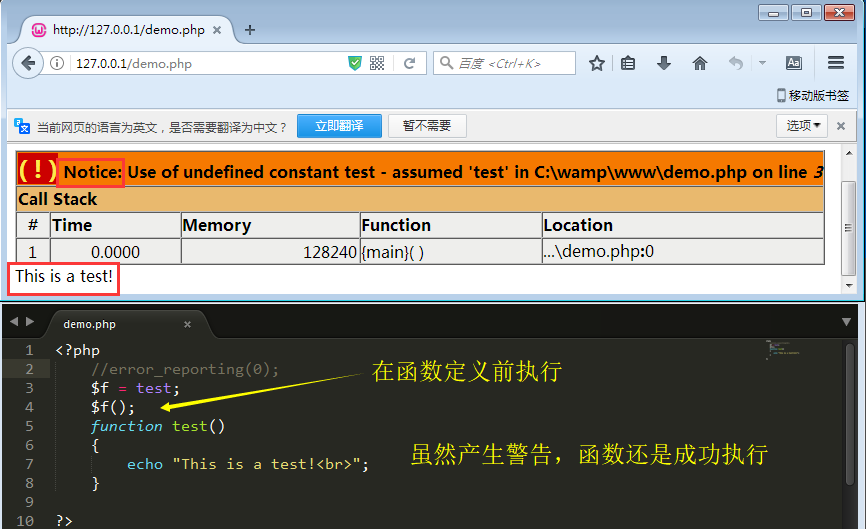 http://127.0.0.1/demo.php
127.0.0.1/demo.php
百度 <Ctrl+K>
移动版书签
当前网页的语言为英文，是否需要翻译为中文？ 立即翻译 暂不需要 选项
(!) Notice: Use of undefined constant test - assumed 'test' in C:\wamp\www\demo.php on line 3
Call Stack
# Time Memory Function Location
1 0.0000 128240 {main}( ) ...\demo.php:0
This is a test!
demo.php
1 <?php
2 //error_reporting(0);
3 $f = test;
4 $f();
5 function test()
6 {
7 echo "This is a test!<br>";
8 }
9
10 ?>
在函数定义前执行
虽然产生警告，函数还是成功执行